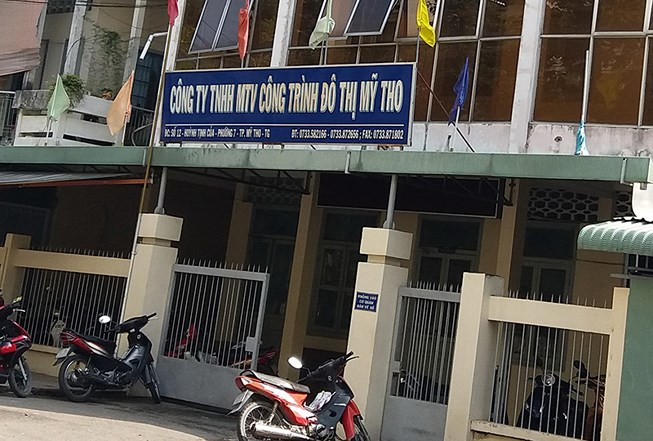 CÔNG TY TNHH MTV CÔNG TRÌNH ĐÔ THỊ MỸ THO
ĐC: SỐ 12 - HUỲNH TỊNH CỦA - PHƯỜNG 7 - TP. MỸ THO - TG
ĐT: 0733.582166 - 0733.872656 ; FAX: 0733.871802